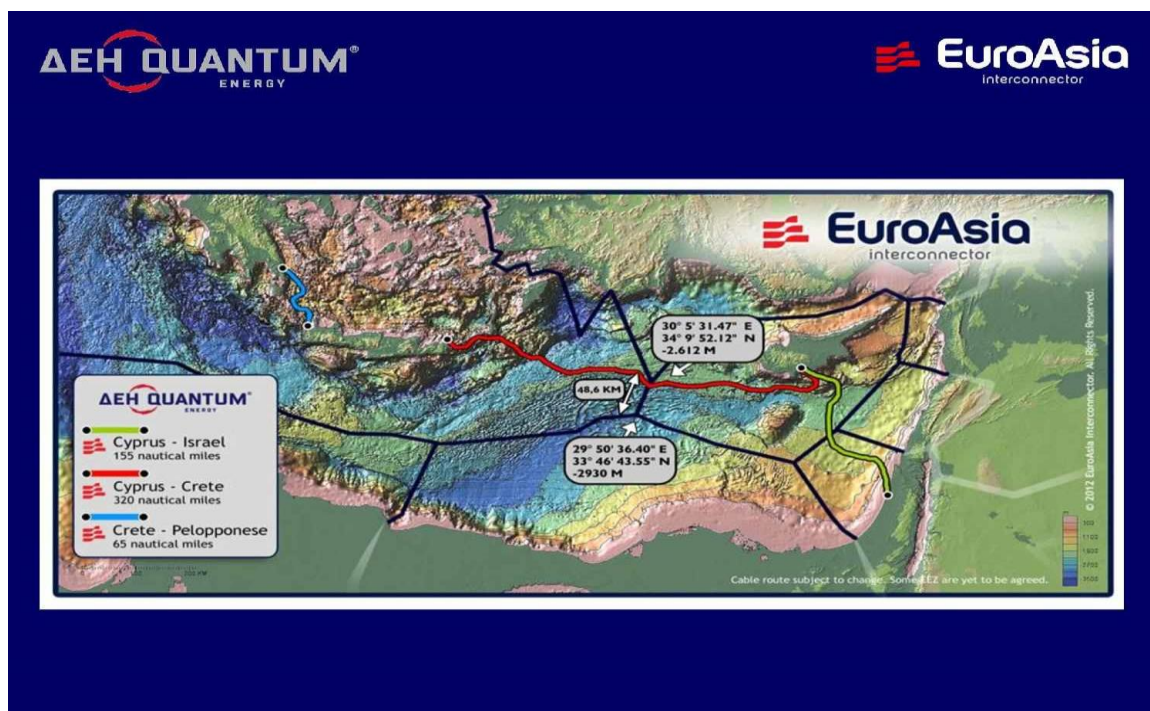 ΔΕΗ QUANTUM®
ENERGY
EuroAsia
interconnector
EuroAsia
interconnector
30° 5' 31.47" E
34° 9' 52.12" N
-2.612 M
48,6 KM
29° 50' 36.40" E
33° 46' 43.55" N
-2930 M
ΔΕΗ QUANTUM®
ENERGY
Cyprus - Israel
155 nautical miles
Cyprus - Crete
320 nautical miles
Crete - Pelopponese
65 nautical miles
Cable route subject to change. Some EEZ are yet to be agreed.
© 2012 EuroAsia Interconnector. All Rights Reserved.